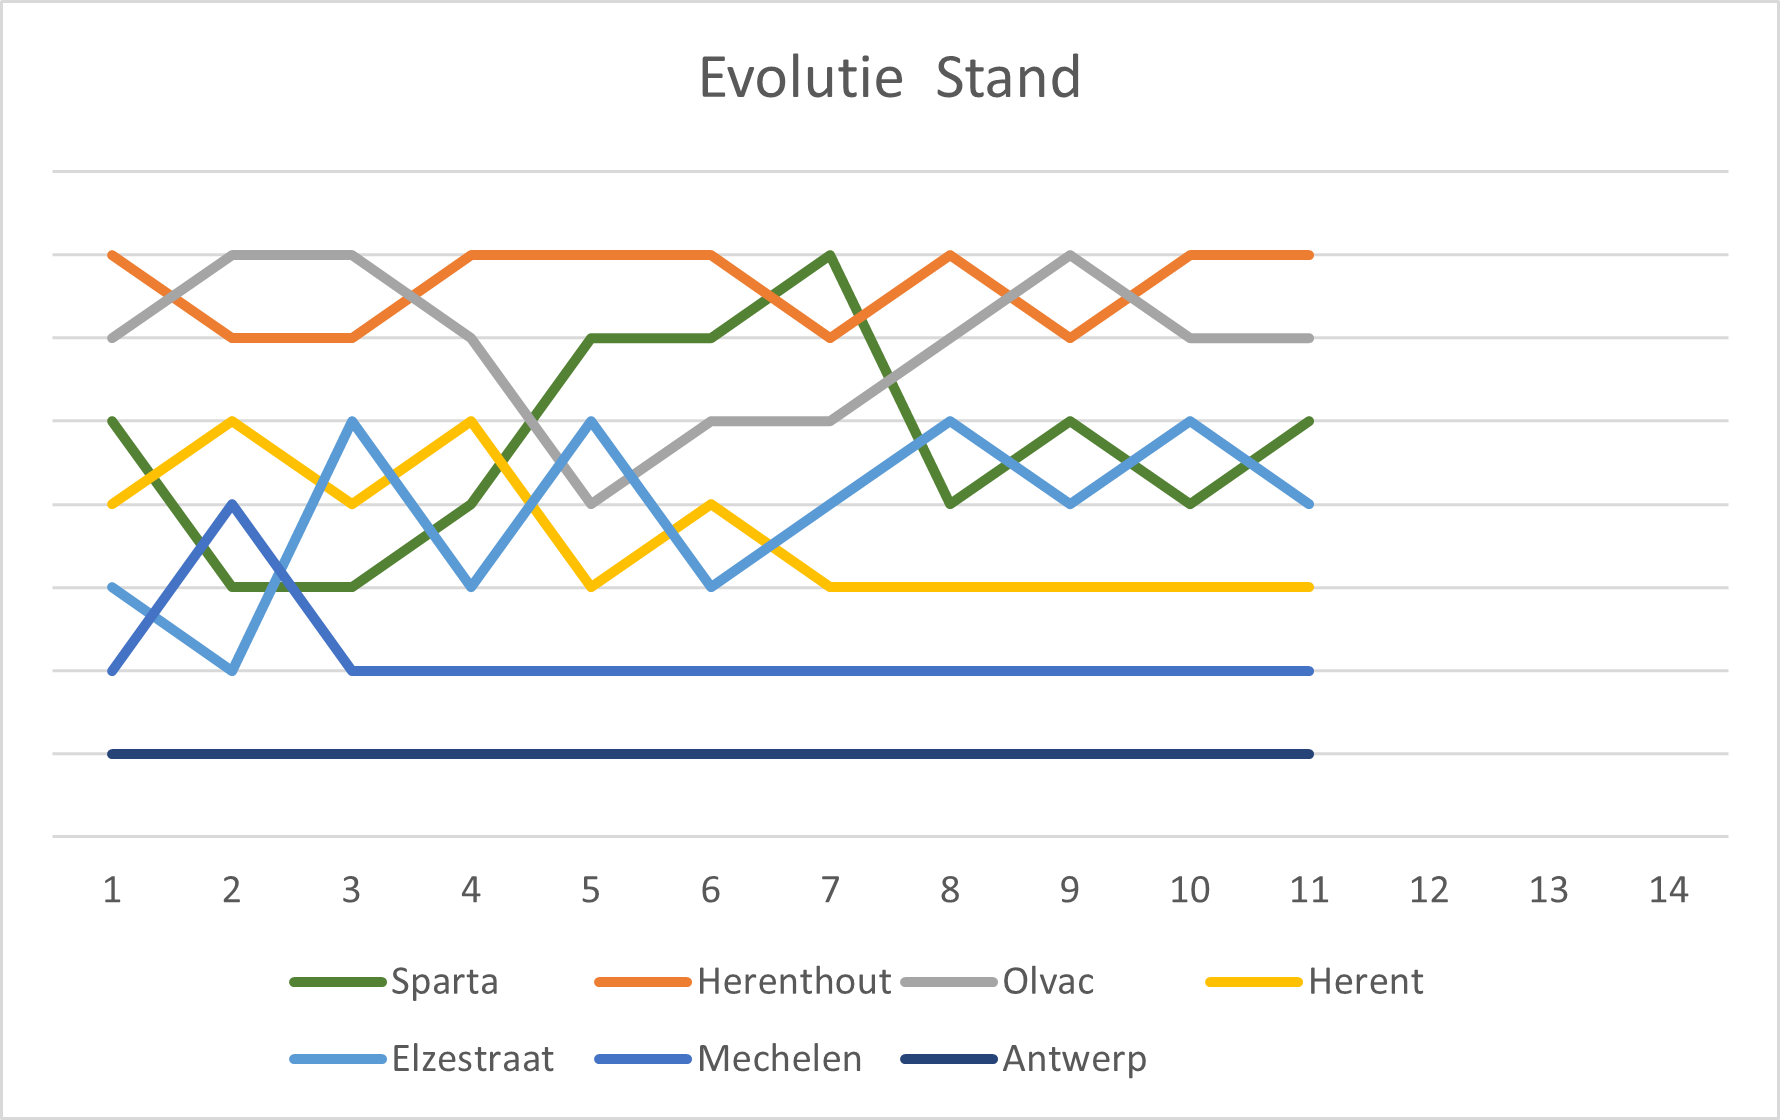 Evolutie Stand
1 2 3 4 5 6 7 8 9 10 11 12 13 14
Sparta Herenthout Olvac Herent
Elzestraat Mechelen Antwerp